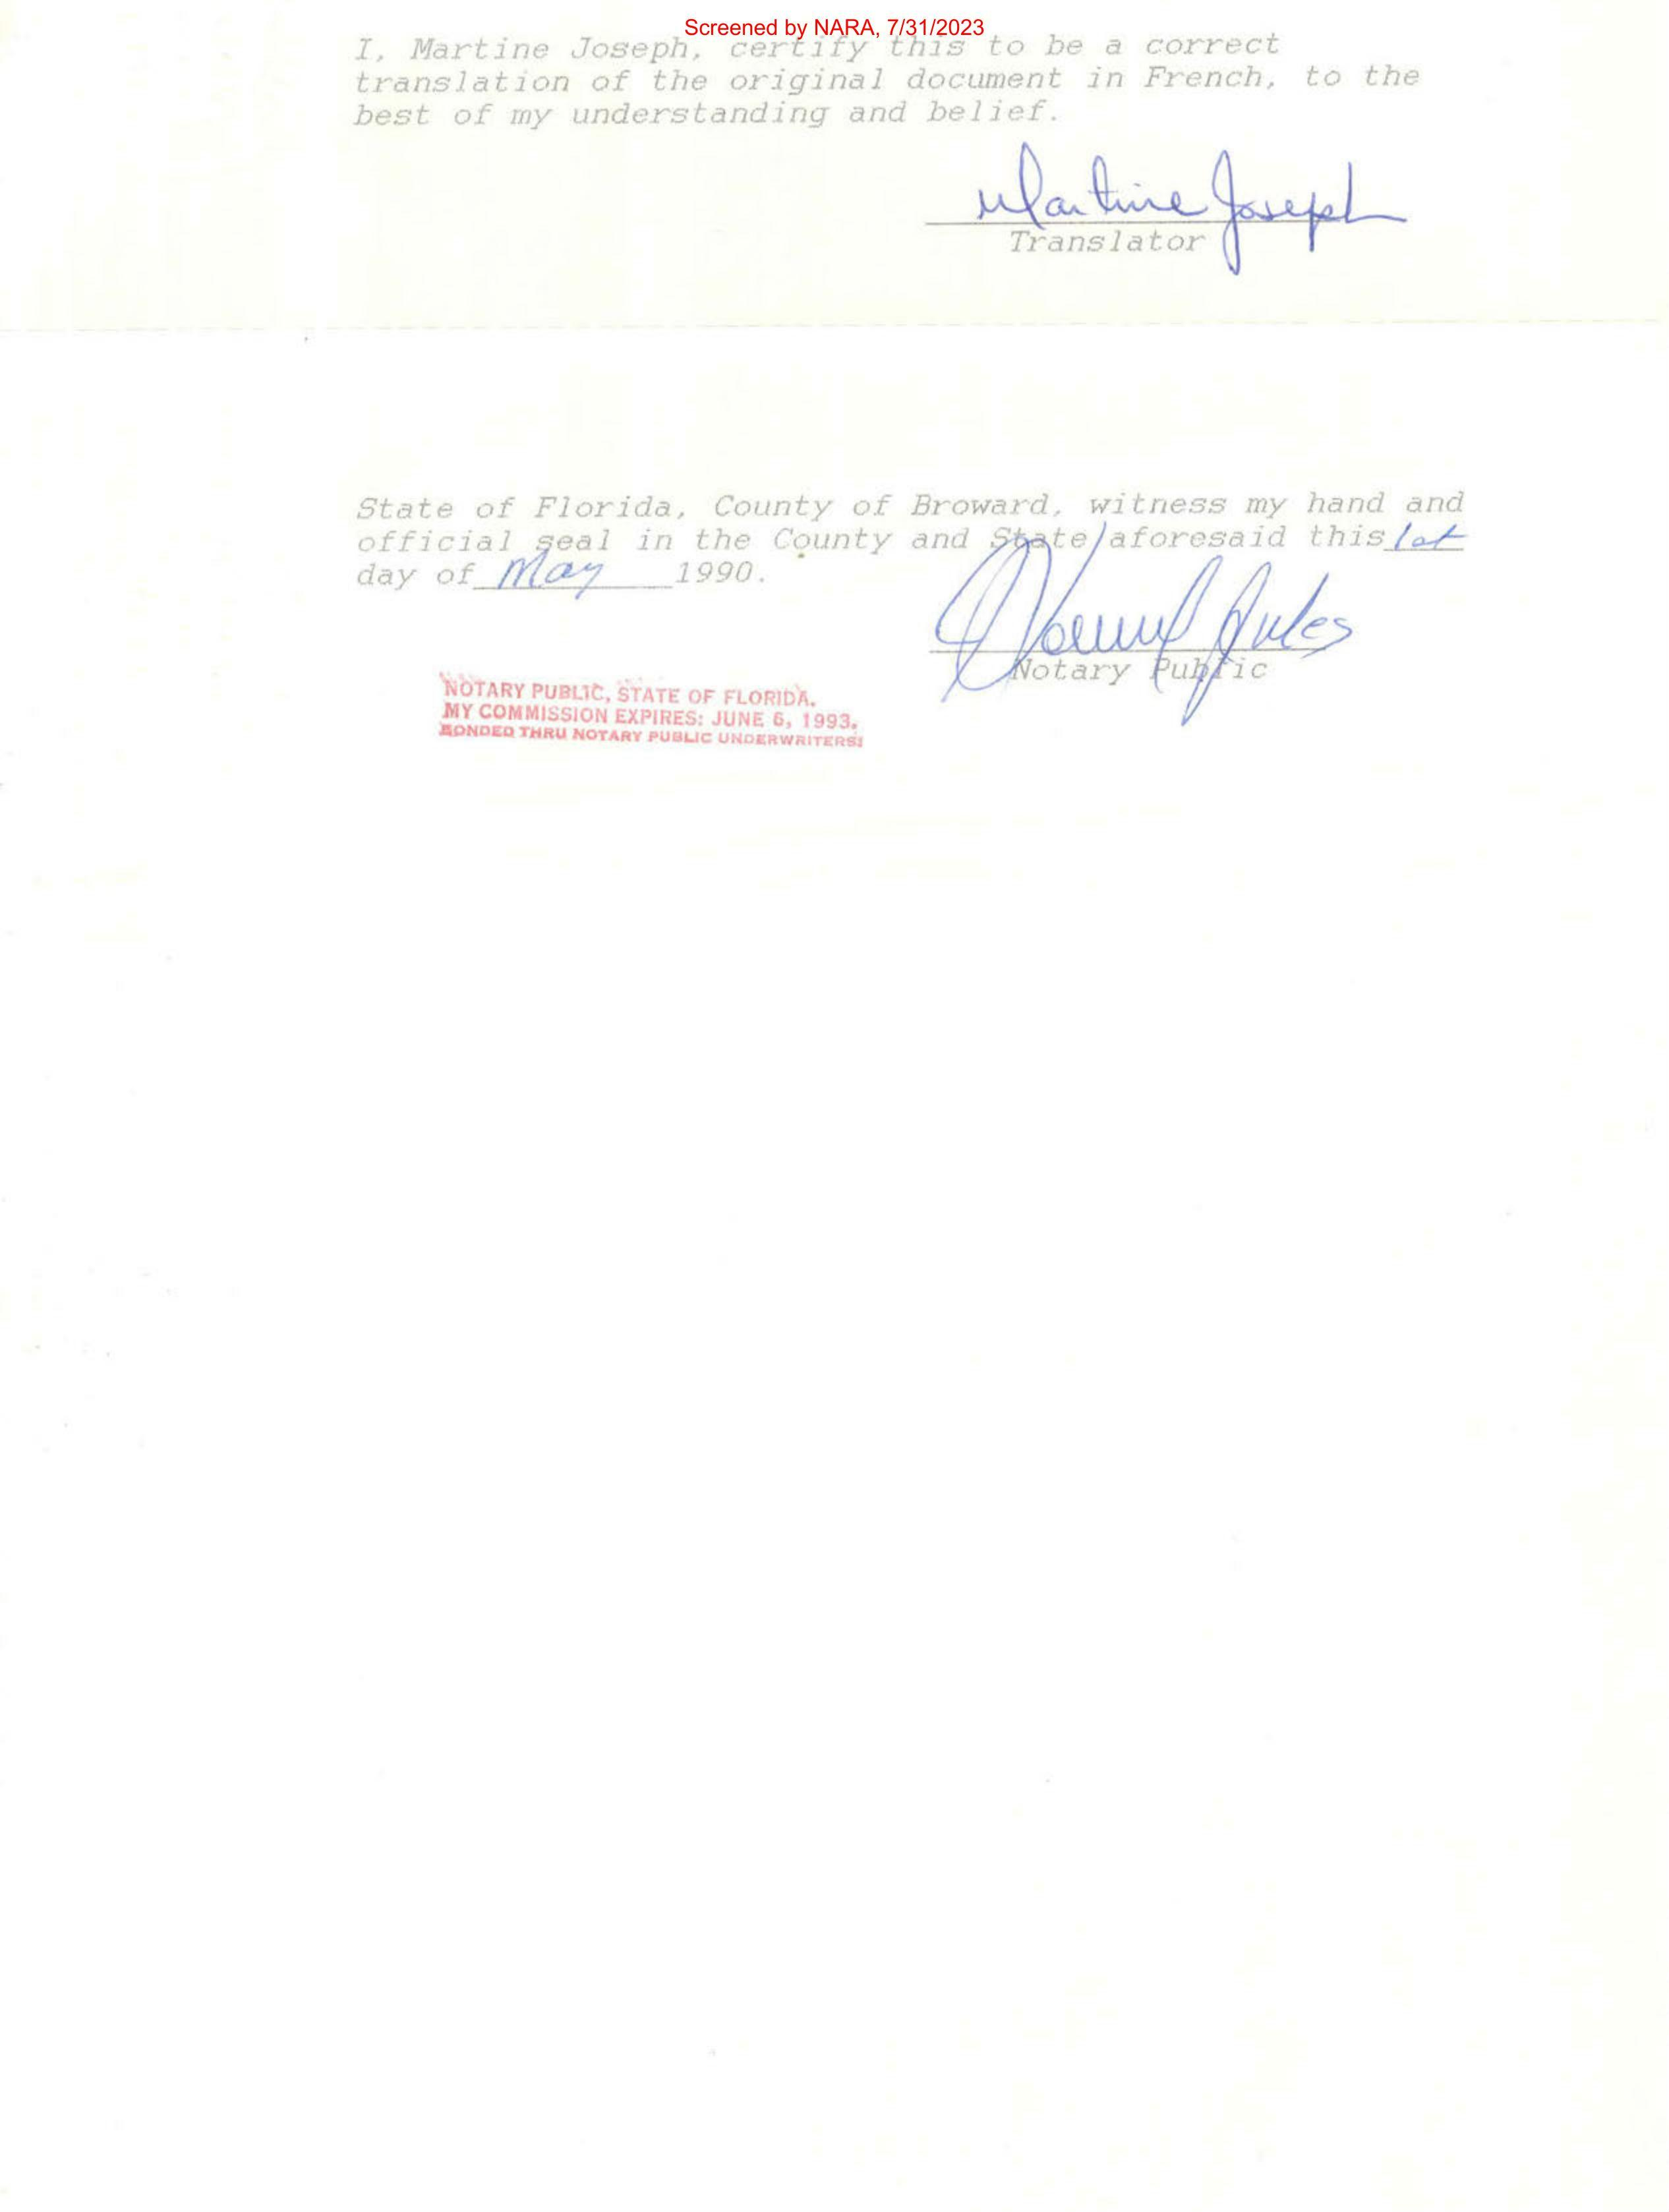 Screened by NARA, 7/31/2023
I, Martine Joseph, certify this to be a correct
translation of the original document in French, to the
best of my understanding and belief.
Martine Joseph
Translator
State of Florida, County of Broward, witness my hand and
official seal in the County and State aforesaid this 1st
day of May 1990.
Jules
Notary Public
NOTARY PUBLIC, STATE OF FLORIDA.
MY COMMISSION EXPIRES: JUNE 6, 1993.
BONDED THRU NOTARY PUBLIC UNDERWRITERS.